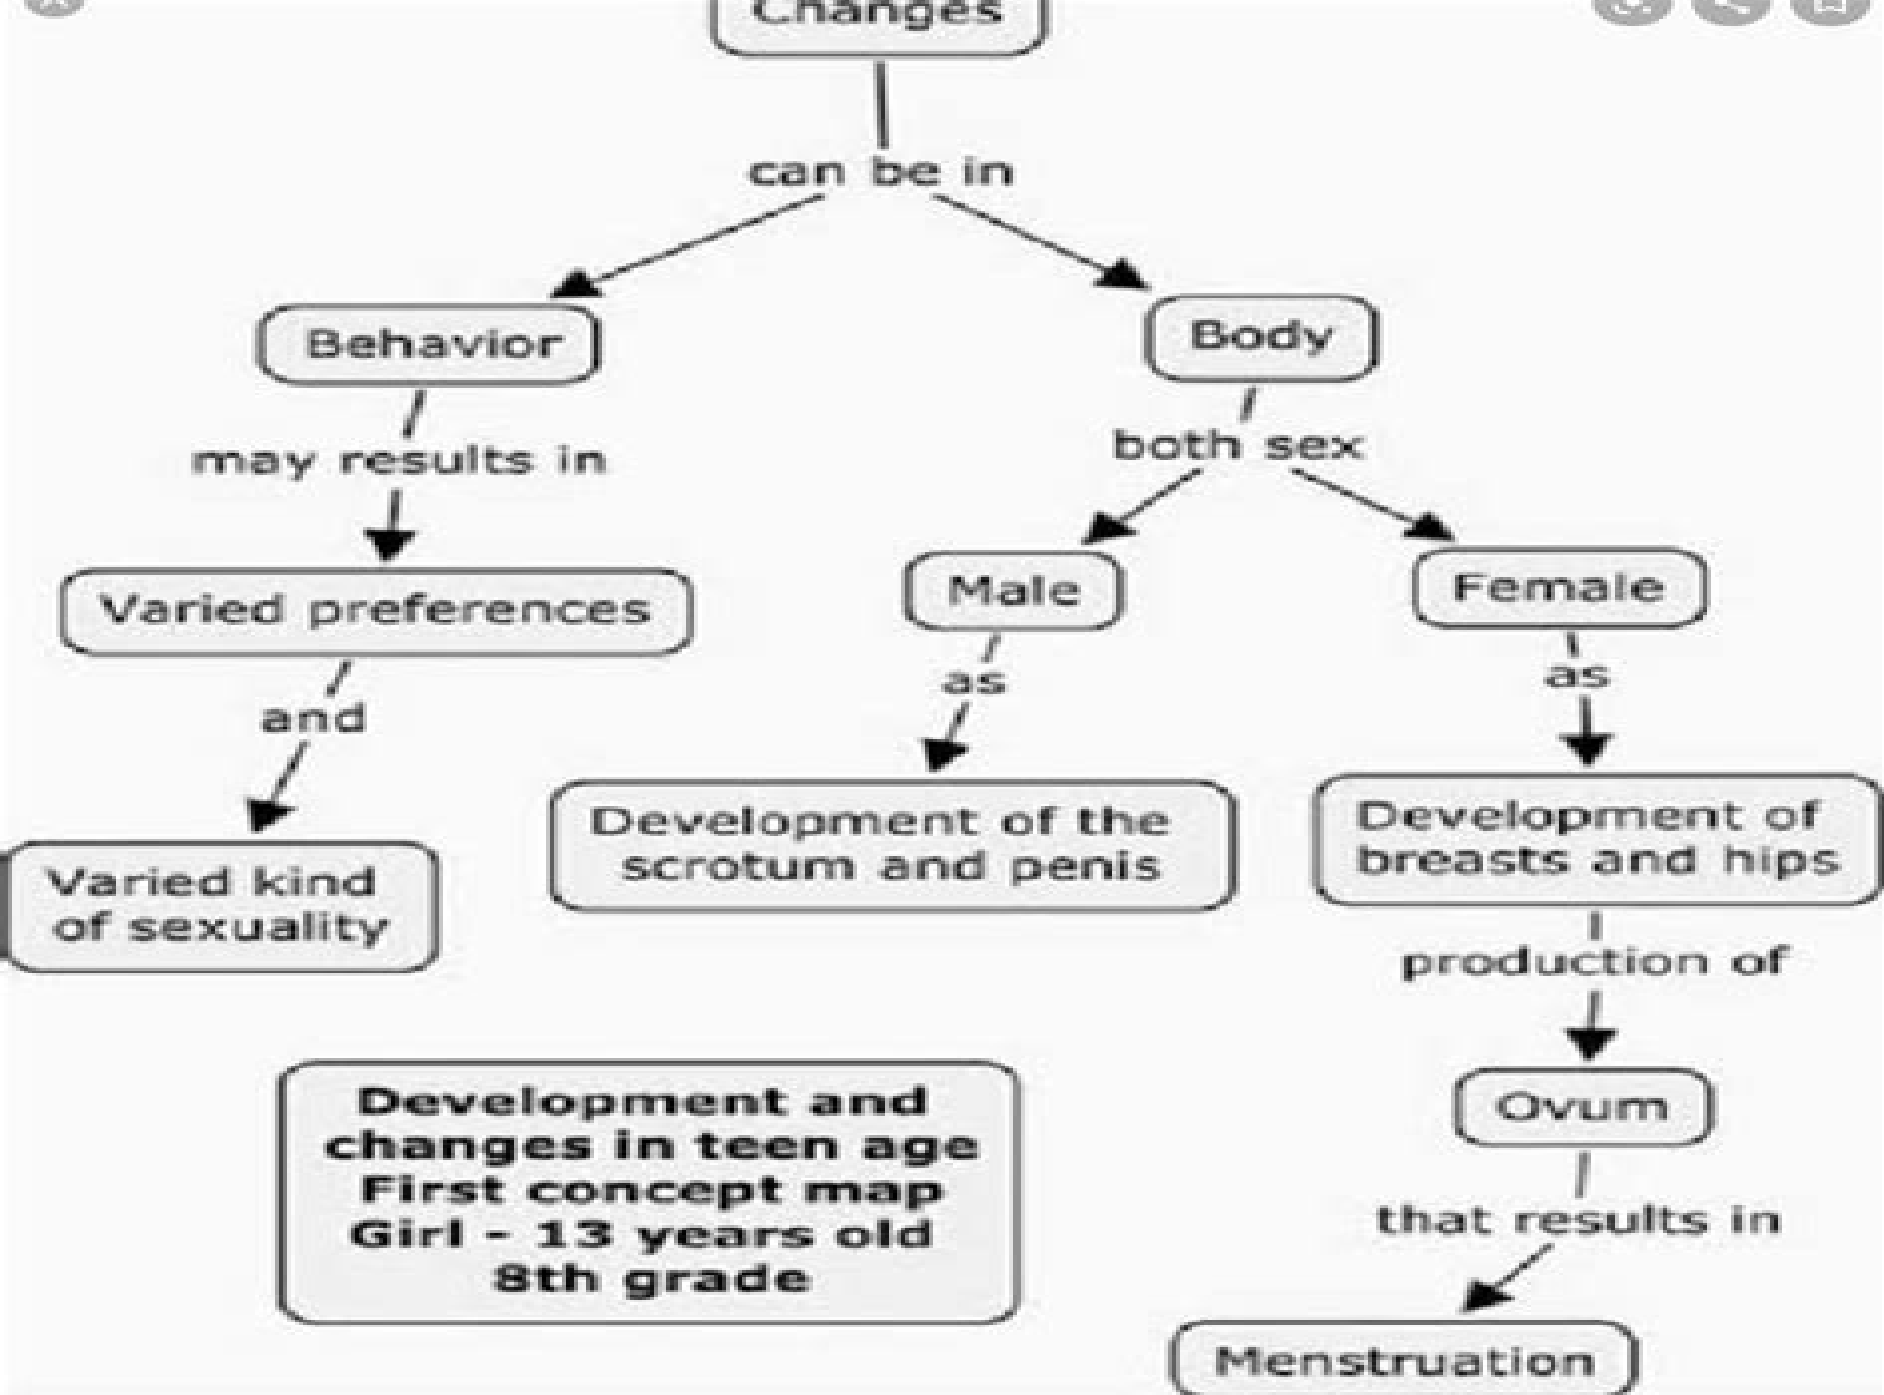 Changes
can be in
Behavior
Body
may results in
both sex
Varied preferences
Male
Female
and
as
as
Varied kind
of sexuality
Development of the
scrotum and penis
Development of
breasts and hips
production of
Ovum
that results in
Menstruation
Development and
changes in teen age
First concept map
Girl - 13 years old
8th grade